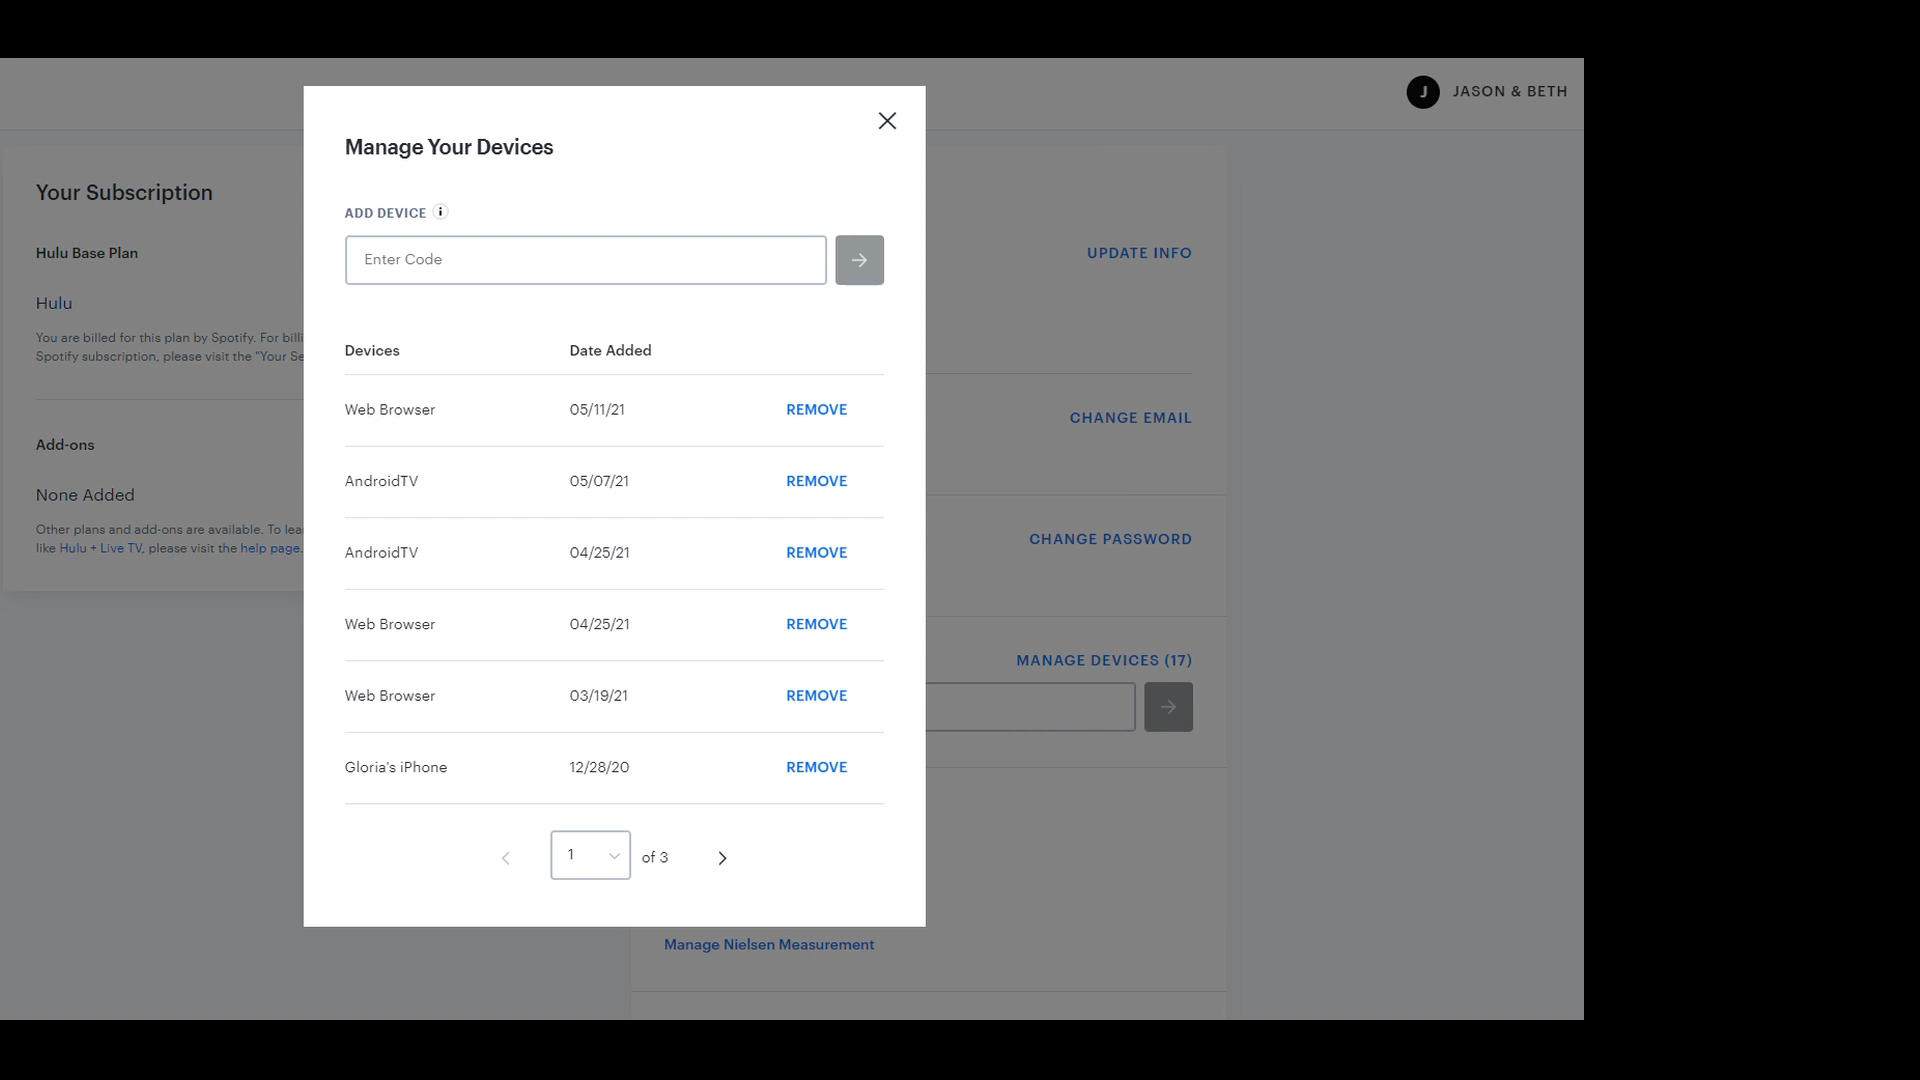 J JASON & BETH
Manage Your Devices
Your Subscription
ADD DEVICE i
Hulu Base Plan
Enter Code
UPDATE INFO
Hulu
You are billed for this plan by Spotify. For billi
Spotify subscription, please visit the "Your Se
Devices Date Added
Web Browser 05/11/21 REMOVE
CHANGE EMAIL
Add-ons
AndroidTV 05/07/21 REMOVE
None Added
Other plans and add-ons are available. To lea
like Hulu + Live TV, please visit the help page.
CHANGE PASSWORD
AndroidTV 04/25/21 REMOVE
Web Browser 04/25/21 REMOVE
MANAGE DEVICES (17)
Web Browser 03/19/21 REMOVE
Gloria's iPhone 12/28/20 REMOVE
1 of 3
Manage Nielsen Measurement